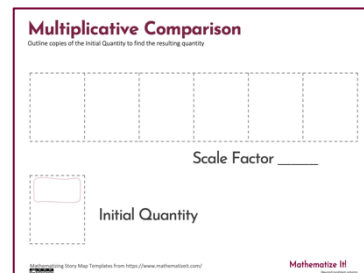 Multiplicative Comparison
Outline copies of the Initial Quantity to find the resulting quantity
Scale Factor _____
Initial Quantity
Mathematizing Story Map Templates from https://www.mathematizeit.com/
Mathematize It!